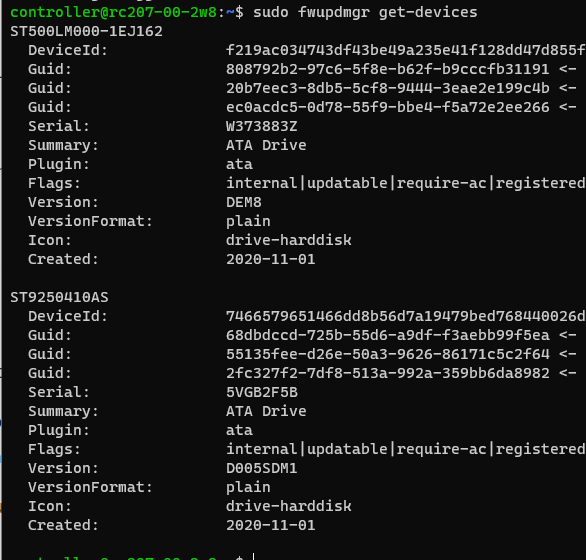 controller@rc207-00-2w8:~$ sudo fwupdmgr get-devices
ST500LM000-1EJ162
DeviceId: f219ac034743df43be49a235e41f128dd47d855f
Guid: 808792b2-97c6-5f8e-b62f-b9cccfb31191 <-
Guid: 20b7eec3-8db5-5cf8-9444-3eae2e199c4b <-
Guid: ec0acdc5-0d78-55f9-bbe4-f5a72e2ee266 <-
Serial: W373883Z
Summary: ATA Drive
Plugin: ata
Flags: internal|updatable|require-ac|registered
Version: DEM8
VersionFormat: plain
Icon: drive-harddisk
Created: 2020-11-01
ST9250410AS
DeviceId: 7466579651466dd8b56d7a19479bed768440026d
Guid: 68dbdccd-725b-55d6-a9df-f3aebb99f5ea <-
Guid: 55135fee-d26e-50a3-9626-86171c5c2f64 <-
Guid: 2fc327f2-7df8-513a-992a-359bb6da8982 <-
Serial: 5VGB2F5B
Summary: ATA Drive
Plugin: ata
Flags: internal|updatable|require-ac|registered
Version: D005SDM1
VersionFormat: plain
Icon: drive-harddisk
Created: 2020-11-01